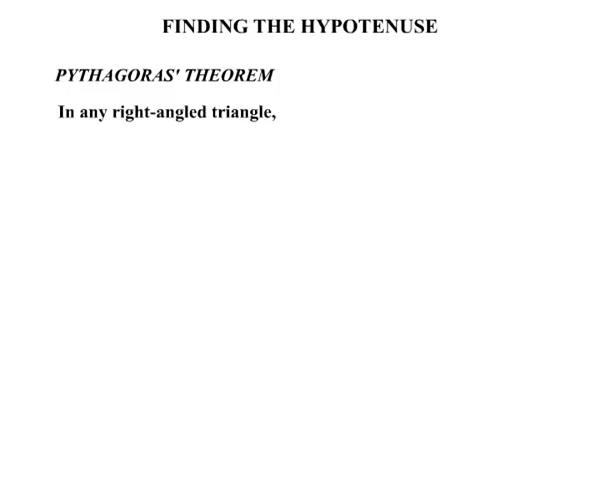 FINDING THE HYPOTENUSE
PYTHAGORAS' THEOREM
In any right-angled triangle,